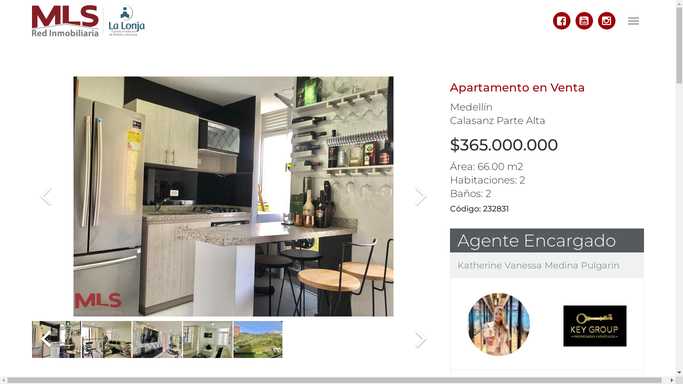 MLS
Red Inmobiliaria
La Lonja
Apartamento en Venta
Medellín
Calasanz Parte Alta
$365.000.000
Área: 66.00 m2
Habitaciones: 2
Baños: 2
Código: 232831
Agente Encargado
Katherine Vanessa Medina Pulgarin
KEY GROUP
MLS